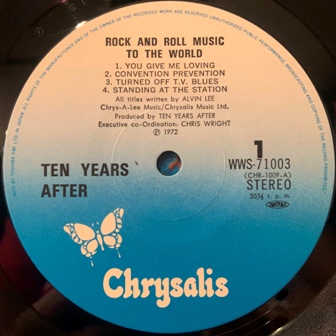 ROCK AND ROLL MUSIC
TO THE WORLD
1. YOU GIVE ME LOVING
2. CONVENTION PREVENTION
3. TURNED OFF T.V. BLUES
4. STANDING AT THE STATION
All titles written by ALVIN LEE
Chrys-A-Lee Music/Chrysalis Music Ltd.
Produced by TEN YEARS AFTER
Executive co-Ordination: CHRIS WRIGHT
Ⓟ 1972
TEN YEARS
AFTER
1
WWS-71003
(CHR-1009-A)
STEREO
33⅓ r.p.m.
Chrysalis